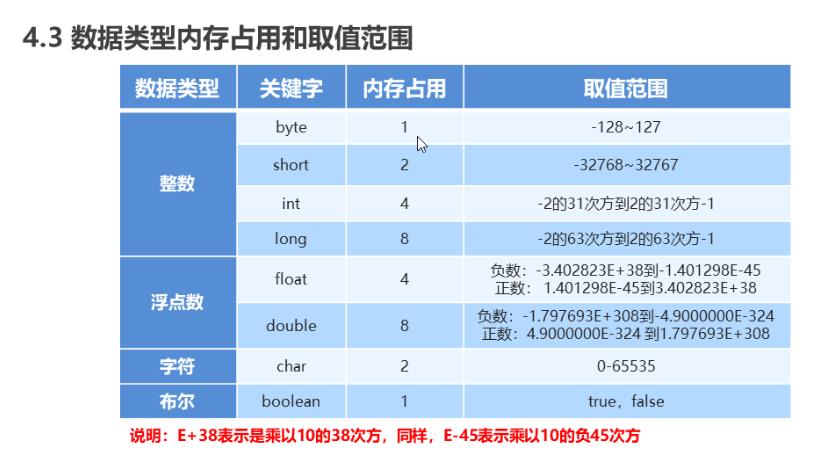 4.3 数据类型内存占用和取值范围
数据类型 关键字 内存占用 取值范围
整数
byte 1 -128~127
short 2 -32768~32767
int 4 -2的31次方到2的31次方-1
long 8 -2的63次方到2的63次方-1
浮点数
float 4 负数：-3.402823E+38到-1.401298E-45
正数： 1.401298E-45到3.402823E+38
double 8 负数：-1.797693E+308到-4.9000000E-324
正数：4.9000000E-324 到1.797693E+308
字符 char 2 0-65535
布尔 boolean 1 true，false
说明：E+38表示是乘以10的38次方，同样，E-45表示乘以10的负45次方